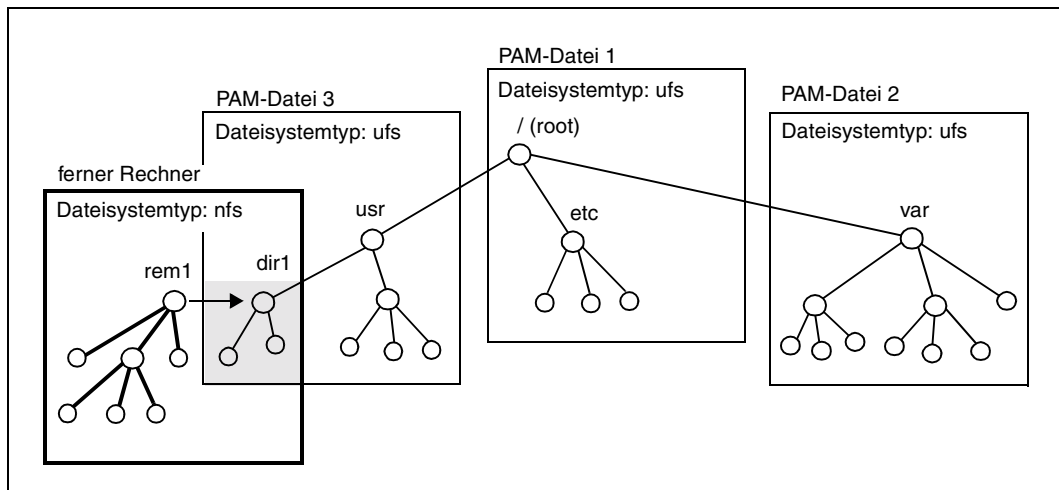 PAM-Datei 1
Dateisystemtyp: ufs
/ (root)
etc
PAM-Datei 3
Dateisystemtyp: ufs
usr
dir1
PAM-Datei 2
Dateisystemtyp: ufs
var
ferner Rechner
Dateisystemtyp: nfs
rem1